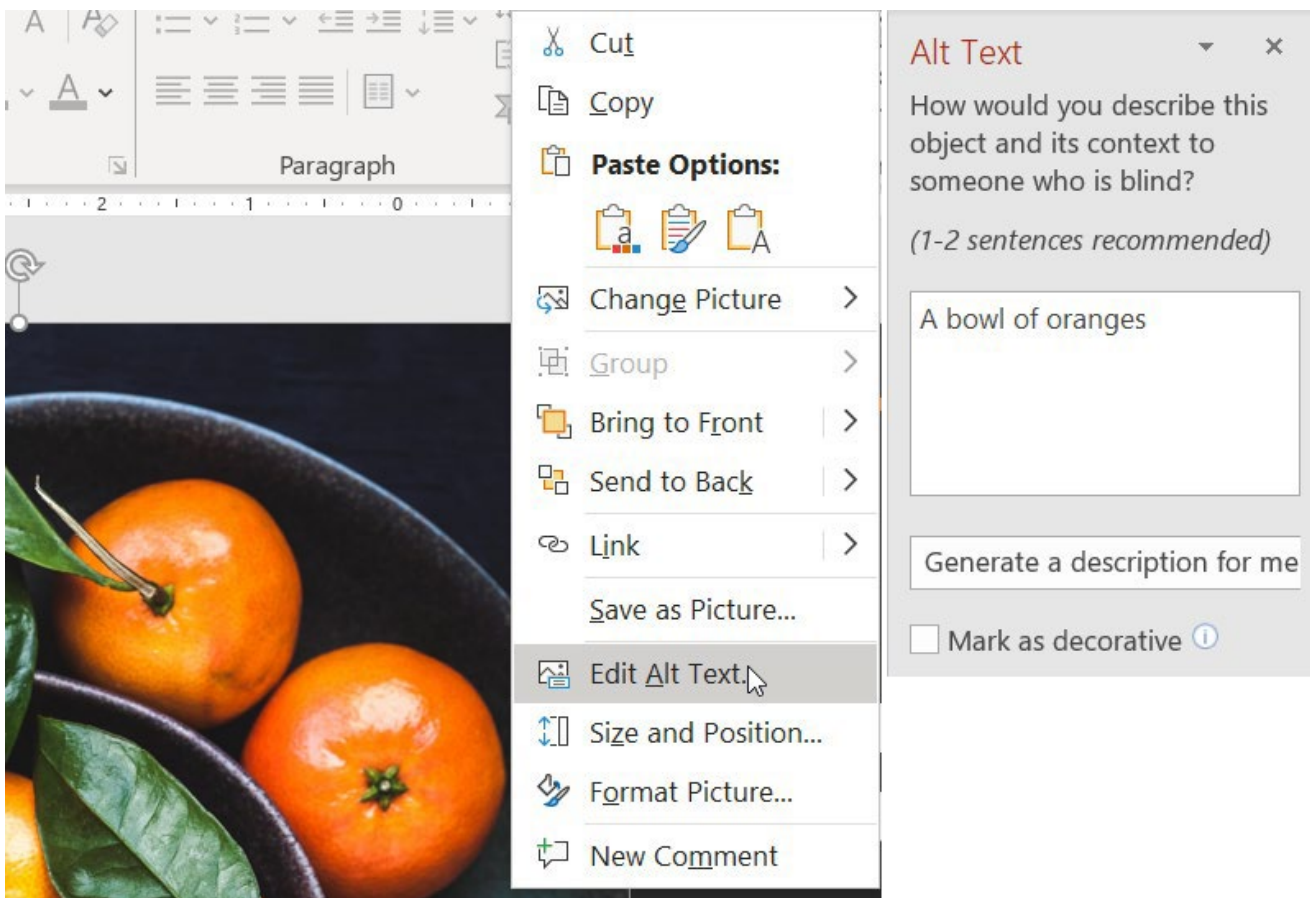 A
A
A
Paragraph
2 1 0
Cut
Copy
Paste Options:
a
A
Change Picture
Group
Bring to Front
Send to Back
Link
Save as Picture...
Edit Alt Text.
Size and Position...
Format Picture...
New Comment
Alt Text
How would you describe this
object and its context to
someone who is blind?
(1-2 sentences recommended)
A bowl of oranges
Generate a description for me
Mark as decorative